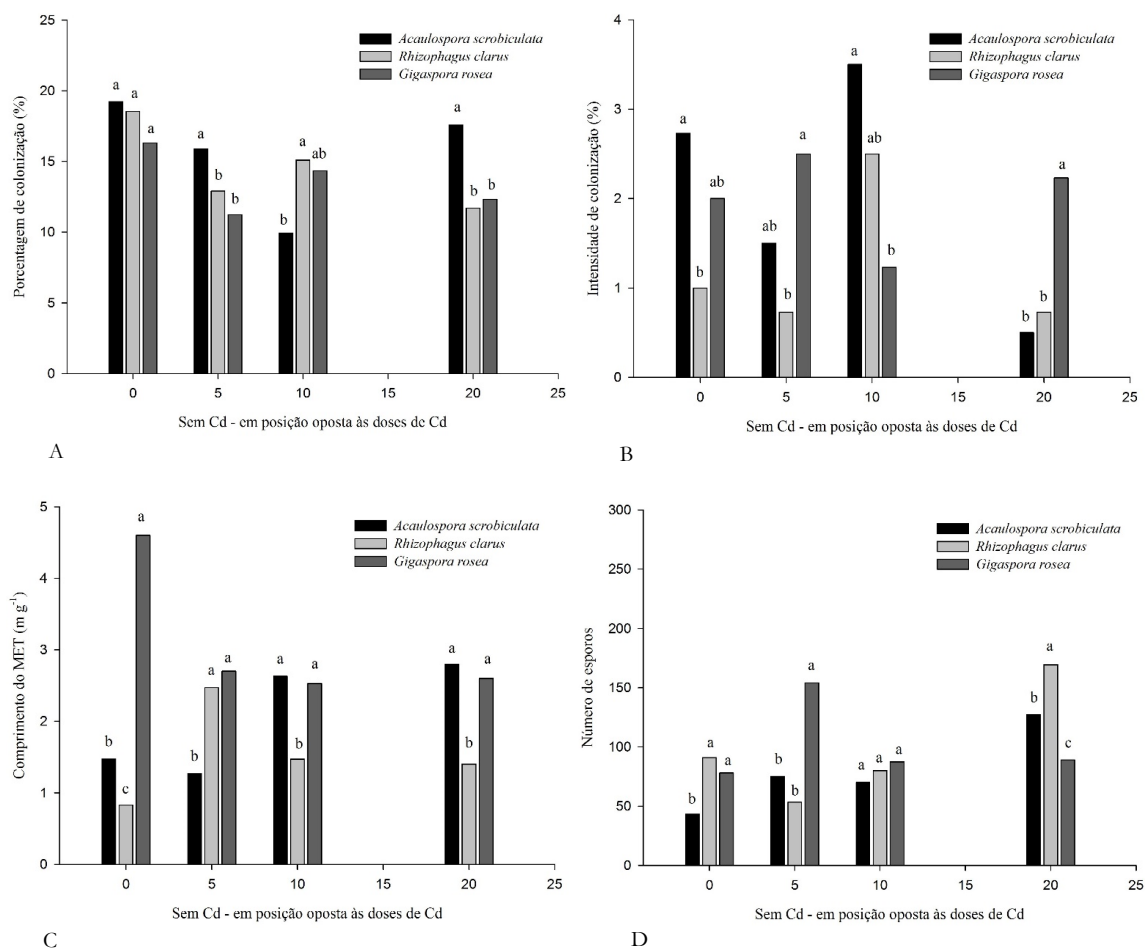 Porcentagem de colonização (%)
25
20
15
10
5
0
Acaulospora scrobiculata
Rhizophagus clarus
Gigaspora rosea
a a a
a b b
b a ab
a b b
0 5 10 15 20 25
Sem Cd - em posição oposta às doses de Cd
A
Intensidade de colonização (%)
4
3
2
1
0
Acaulospora scrobiculata
Rhizophagus clarus
Gigaspora rosea
a b ab
ab b a
a ab b
b b a
0 5 10 15 20 25
Sem Cd - em posição oposta às doses de Cd
B
Comprimento do MET (m g-1)
5
4
3
2
1
0
Acaulospora scrobiculata
Rhizophagus clarus
Gigaspora rosea
b c a
b a a
a b a
a b a
0 5 10 15 20 25
Sem Cd - em posição oposta às doses de Cd
C
Número de esporos
300
250
200
150
100
50
0
Acaulospora scrobiculata
Rhizophagus clarus
Gigaspora rosea
b a a
b b a
a a a
b a c
0 5 10 15 20 25
Sem Cd - em posição oposta às doses de Cd
D